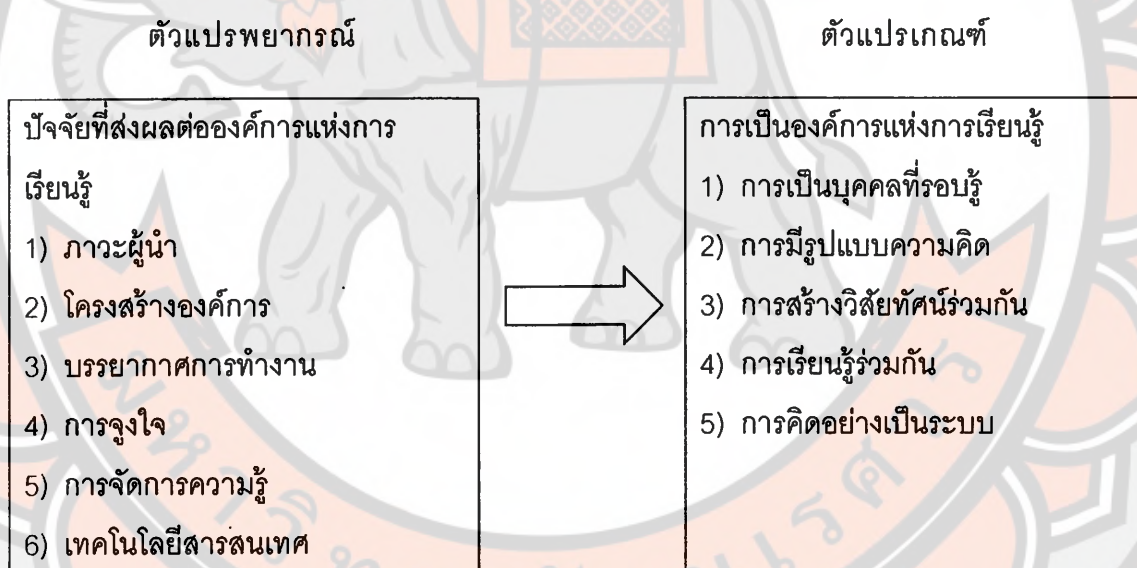 ตัวแปรพยากรณ์
ตัวแปรเกณฑ์
ปัจจัยที่ส่งผลต่อองค์การแห่งการ
เรียนรู้
1) ภาวะผู้นำ
2) โครงสร้างองค์การ
3) บรรยากาศการทำงาน
4) การจูงใจ
5) การจัดการความรู้
6) เทคโนโลยีสารสนเทศ
การเป็นองค์การแห่งการเรียนรู้
1) การเป็นบุคคลที่รอบรู้
2) การมีรูปแบบความคิด
3) การสร้างวิสัยทัศน์ร่วมกัน
4) การเรียนรู้ร่วมกัน
5) การคิดอย่างเป็นระบบ